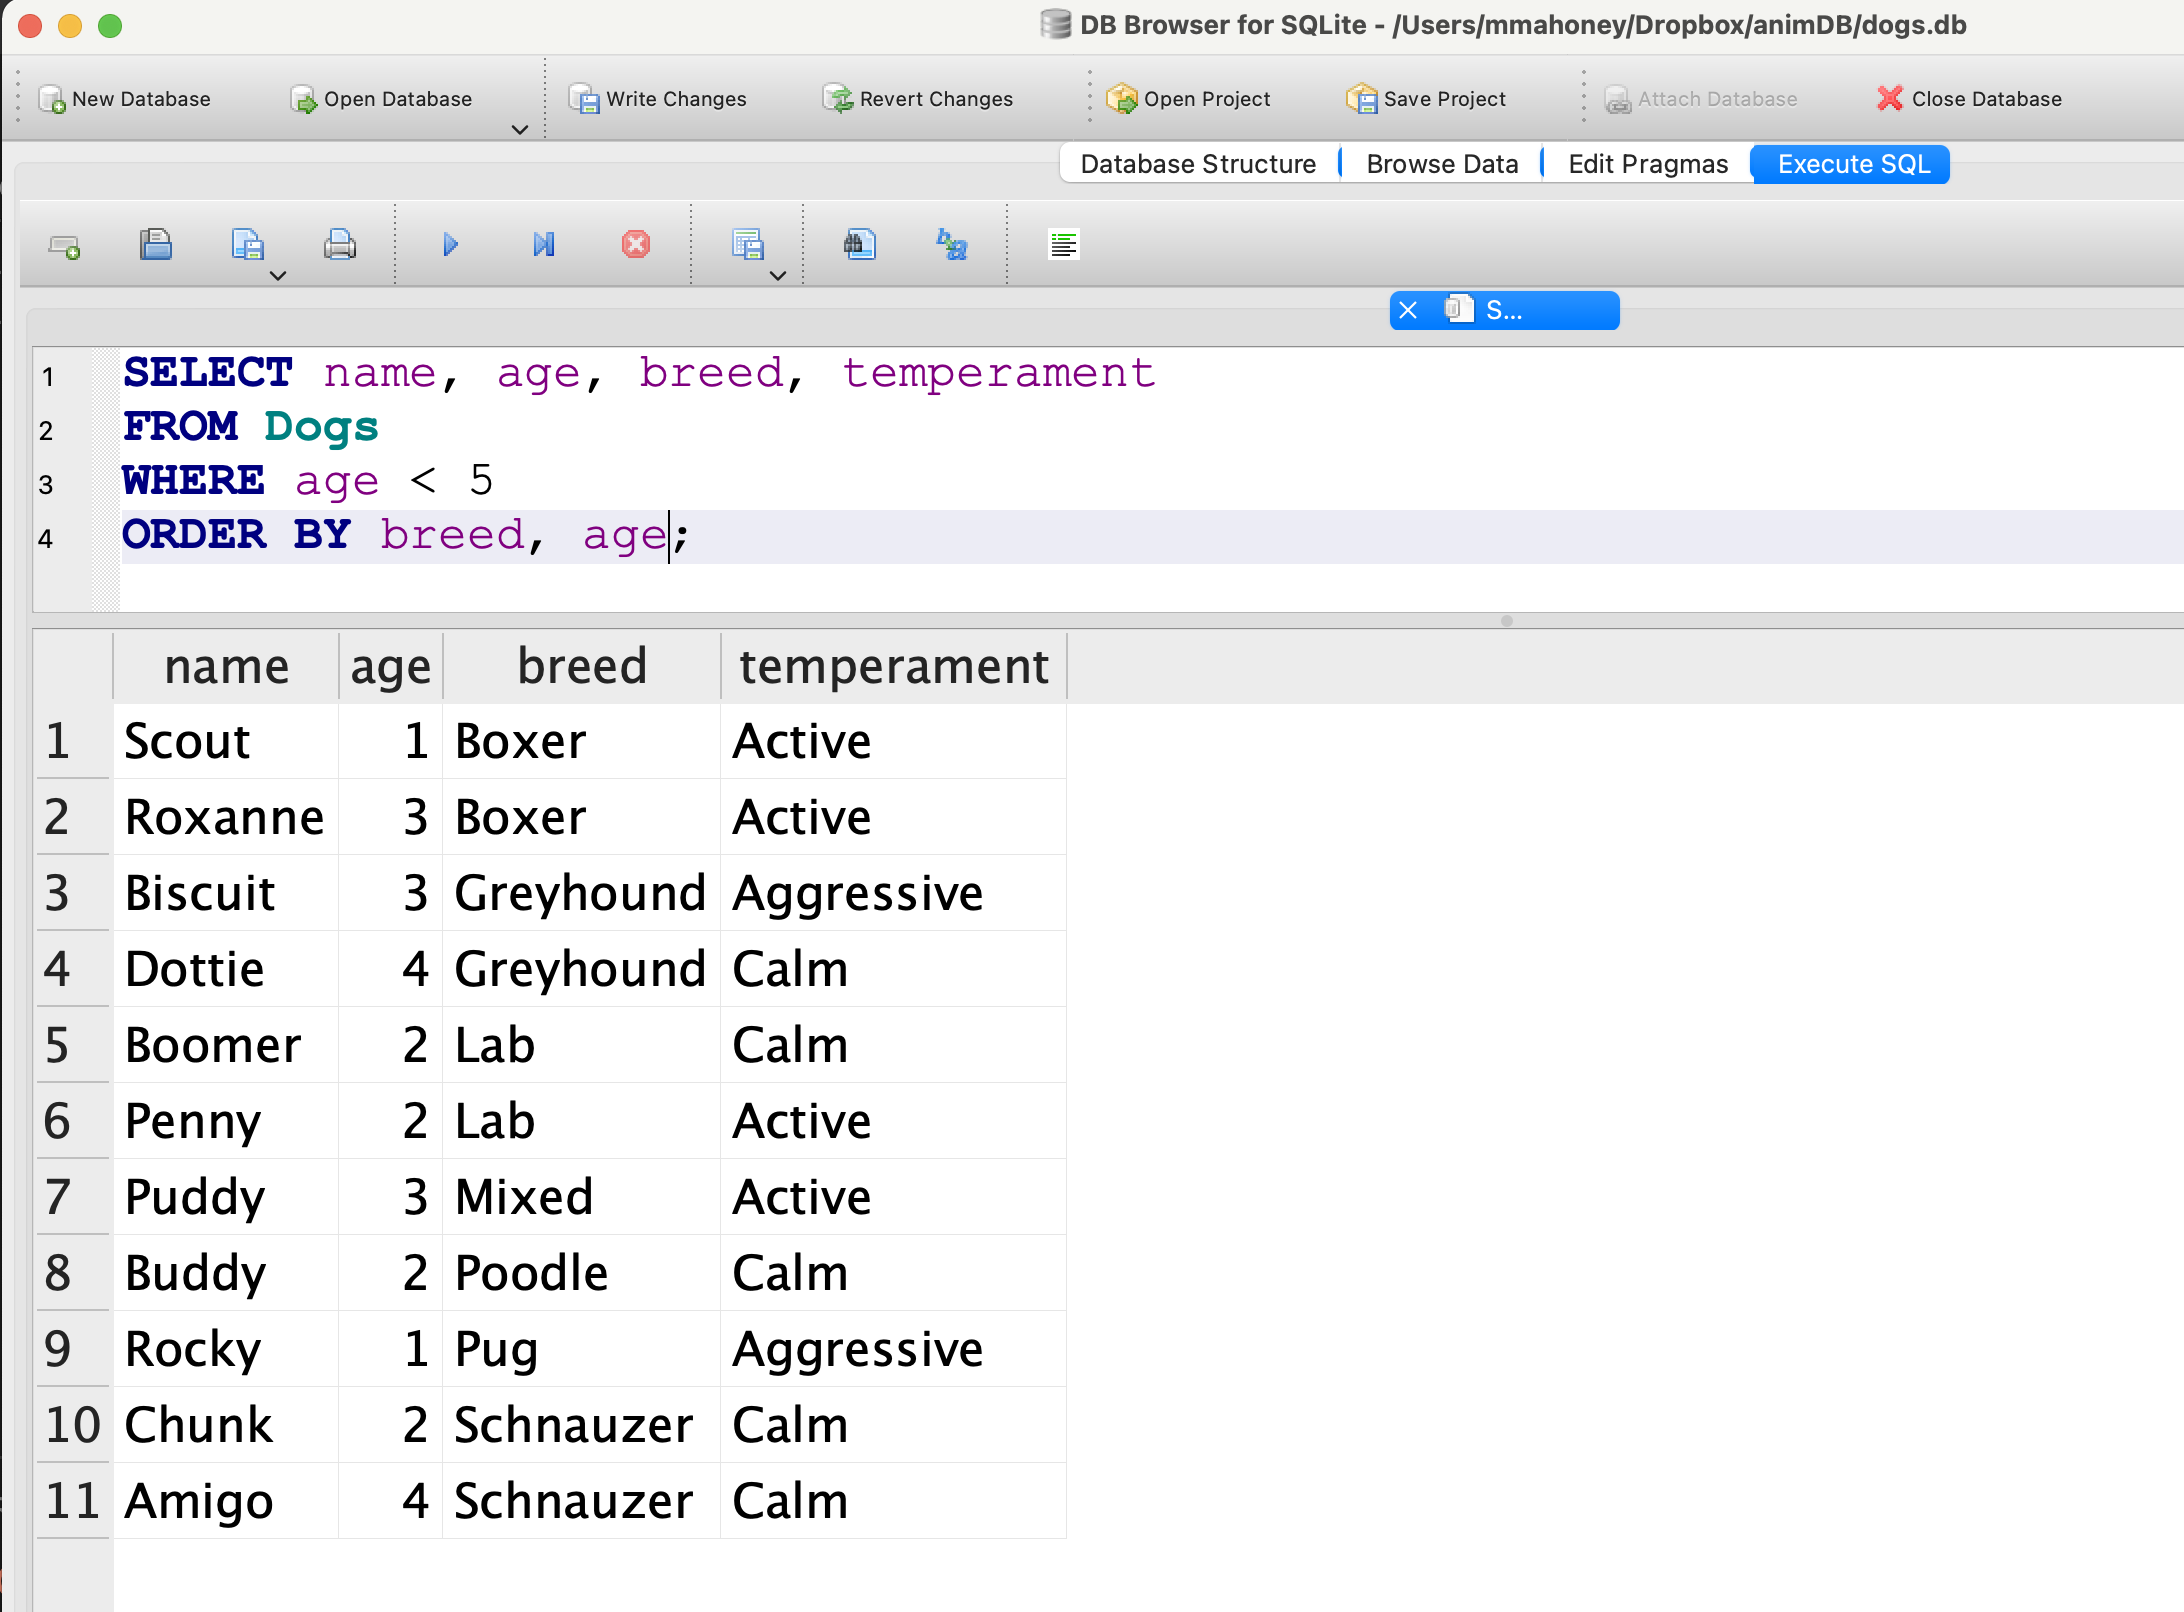 DB Browser for SQLite - /Users/mmahoney/Dropbox/animDB/dogs.db
New Database Open Database Write Changes Revert Changes Open Project Save Project Attach Database Close Database
Database Structure Browse Data Edit Pragmas Execute SQL
S...
1 SELECT name, age, breed, temperament
2 FROM Dogs
3 WHERE age < 5
4 ORDER BY breed, age;
name age breed temperament
1 Scout 1 Boxer Active
2 Roxanne 3 Boxer Active
3 Biscuit 3 Greyhound Aggressive
4 Dottie 4 Greyhound Calm
5 Boomer 2 Lab Calm
6 Penny 2 Lab Active
7 Puddy 3 Mixed Active
8 Buddy 2 Poodle Calm
9 Rocky 1 Pug Aggressive
10 Chunk 2 Schnauzer Calm
11 Amigo 4 Schnauzer Calm